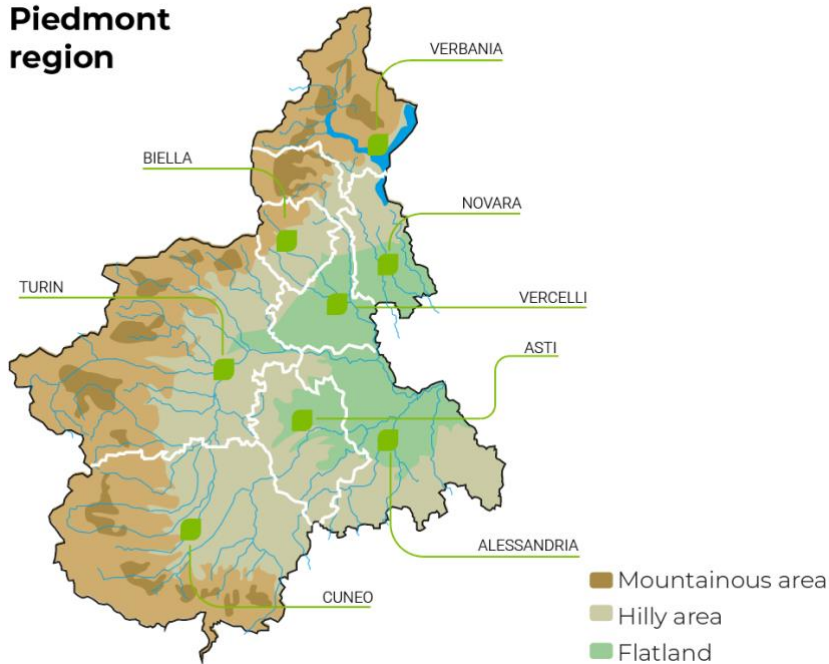 Piedmont
region
VERBANIA
BIELLA
NOVARA
TURIN
VERCELLI
ASTI
ALESSANDRIA
CUNEO
Mountainous area
Hilly area
Flatland